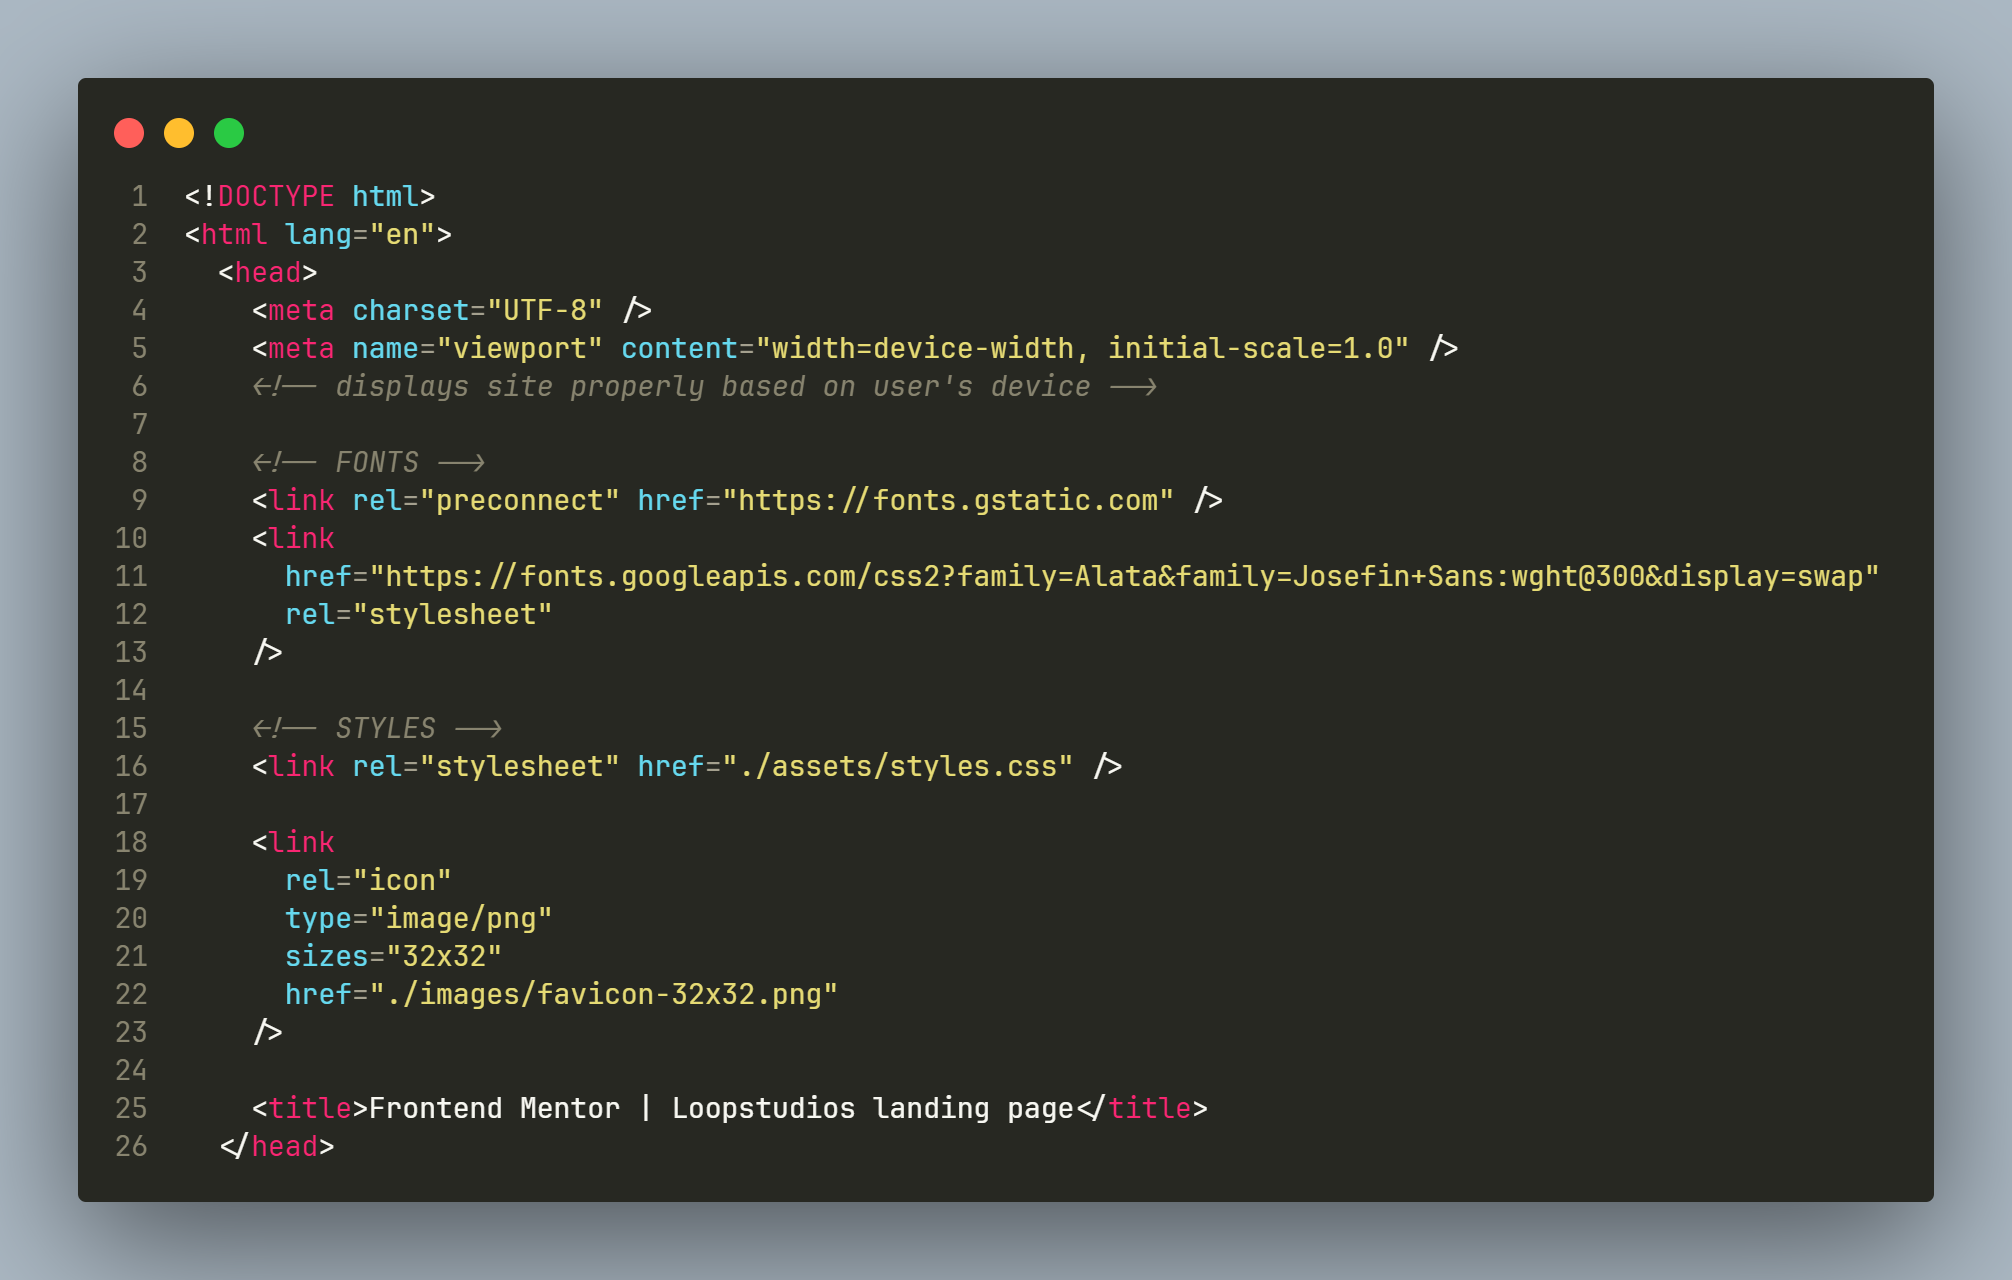 1 <!DOCTYPE html>
2 <html lang="en">
3   <head>
4     <meta charset="UTF-8" />
5     <meta name="viewport" content="width=device-width, initial-scale=1.0" />
6     <!-- displays site properly based on user's device -->
7
8     <!-- FONTS -->
9     <link rel="preconnect" href="https://fonts.gstatic.com" />
10     <link
11       href="https://fonts.googleapis.com/css2?family=Alata&family=Josefin+Sans:wght@300&display=swap"
12       rel="stylesheet"
13     />
14
15     <!-- STYLES -->
16     <link rel="stylesheet" href="./assets/styles.css" />
17
18     <link
19       rel="icon"
20       type="image/png"
21       sizes="32x32"
22       href="./images/favicon-32x32.png"
23     />
24
25     <title>Frontend Mentor | Loopstudios landing page</title>
26   </head>